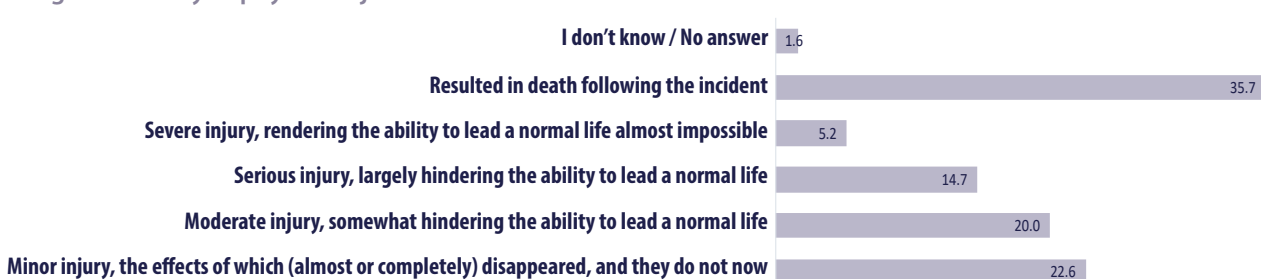 I don’t know / No answer 1.6
Resulted in death following the incident 35.7
Severe injury, rendering the ability to lead a normal life almost impossible 5.2
Serious injury, largely hindering the ability to lead a normal life 14.7
Moderate injury, somewhat hindering the ability to lead a normal life 20.0
Minor injury, the effects of which (almost or completely) disappeared, and they do not now 22.6